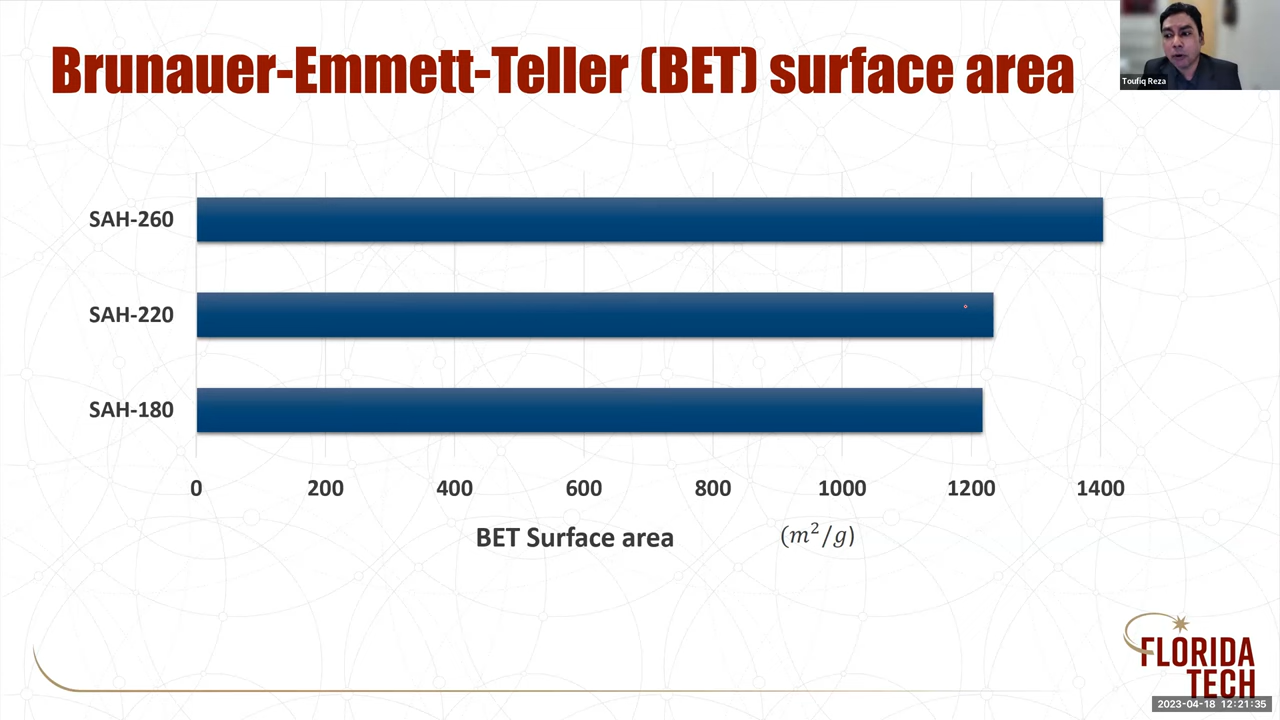 Brunauer-Emmett-Teller (BET) surface area
Toufiq Reza
SAH-260
SAH-220
SAH-180
0 200 400 600 800 1000 1200 1400
BET Surface area (m²/g)
FLORIDA
TECH
2023-04-18 12:21:35